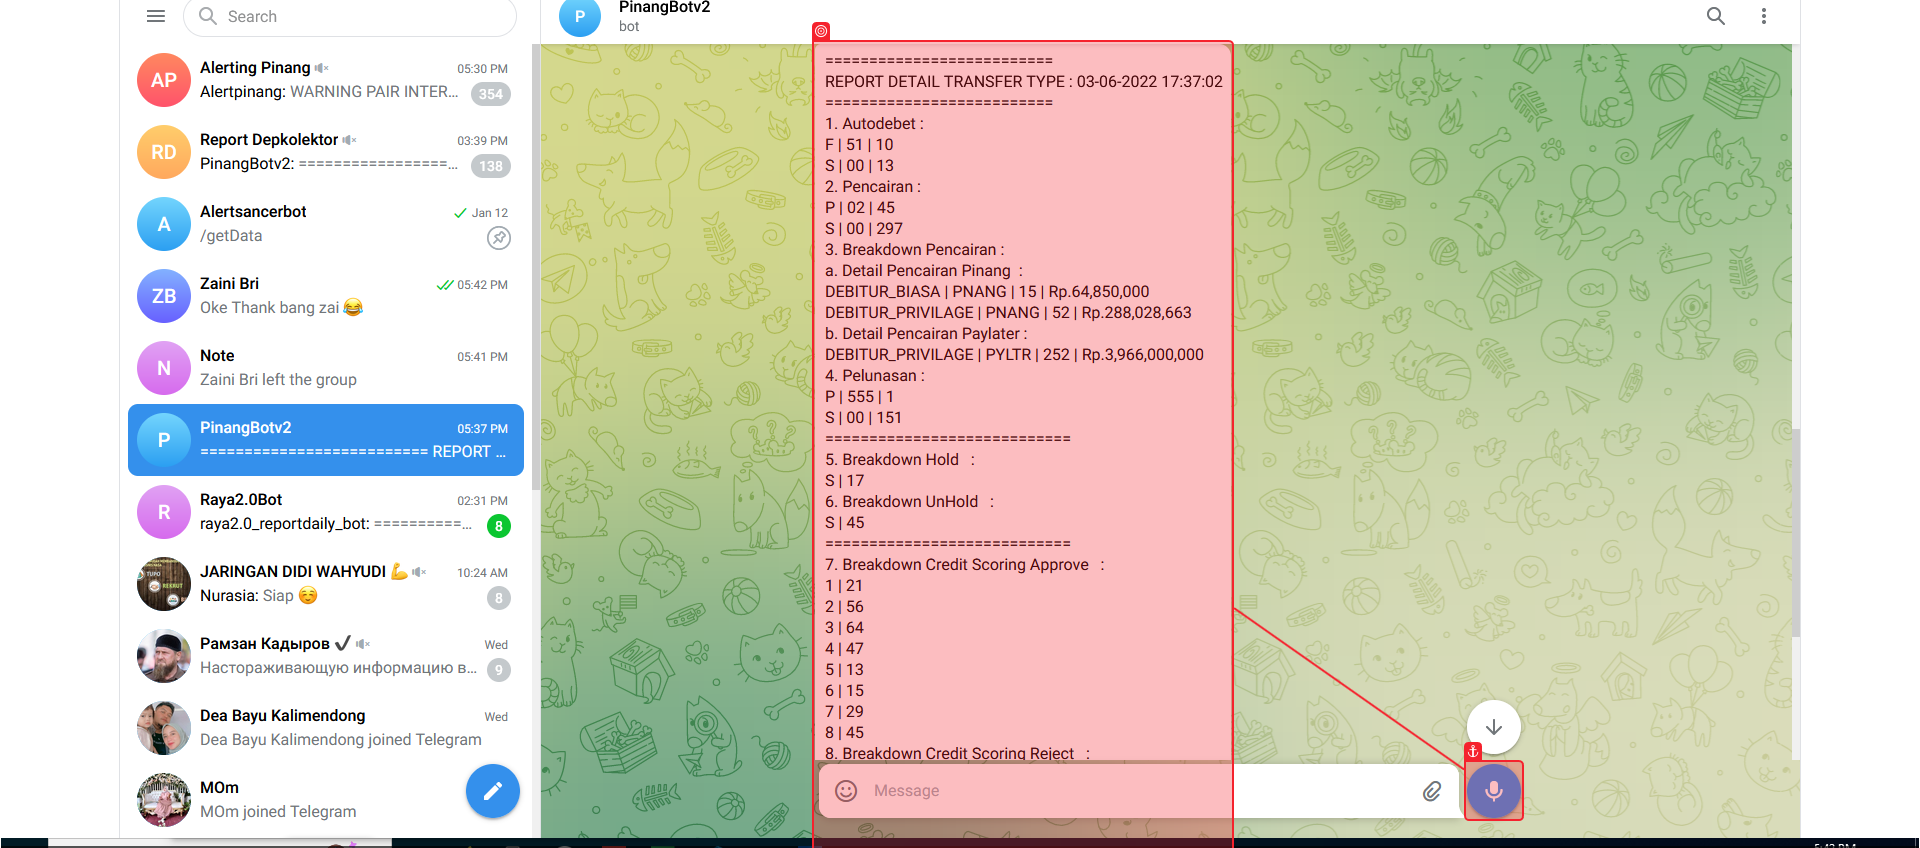 Search
AP
Alerting Pinang
05:30 PM
Alertpinang: WARNING PAIR INTER...
354
RD
Report Depkolektor
03:39 PM
PinangBotv2: =================...
138
A
Alertsancerbot
Jan 12
/getData
ZB
Zaini Bri
05:42 PM
Oke Thank bang zai 😂
N
Note
05:41 PM
Zaini Bri left the group
P
PinangBotv2
05:37 PM
========================== REPORT ...
R
Raya2.0Bot
02:31 PM
raya2.0_reportdaily_bot: ==========...
8
JARINGAN DIDI WAHYUDI 💪
10:24 AM
Nurasia: Siap ☺️
8
Рамзан Кадыров ✔
Wed
Настораживающую информацию в...
9
Dea Bayu Kalimendong
Wed
Dea Bayu Kalimendong joined Telegram
MOm
MOm joined Telegram
P
PinangBotv2
bot
==========================
REPORT DETAIL TRANSFER TYPE : 03-06-2022 17:37:02
==========================
1. Autodebet :
F | 51 | 10
S | 00 | 13
2. Pencairan :
P | 02 | 45
S | 00 | 297
3. Breakdown Pencairan :
a. Detail Pencairan Pinang :
DEBITUR_BIASA | PNANG | 15 | Rp.64,850,000
DEBITUR_PRIVILAGE | PNANG | 52 | Rp.288,028,663
b. Detail Pencairan Paylater :
DEBITUR_PRIVILAGE | PYLTR | 252 | Rp.3,966,000,000
4. Pelunasan :
P | 555 | 1
S | 00 | 151
============================
5. Breakdown Hold :
S | 17
6. Breakdown UnHold :
S | 45
============================
7. Breakdown Credit Scoring Approve :
1 | 21
2 | 56
3 | 64
4 | 47
5 | 13
6 | 15
7 | 29
8 | 45
8. Breakdown Credit Scoring Reject :
Message